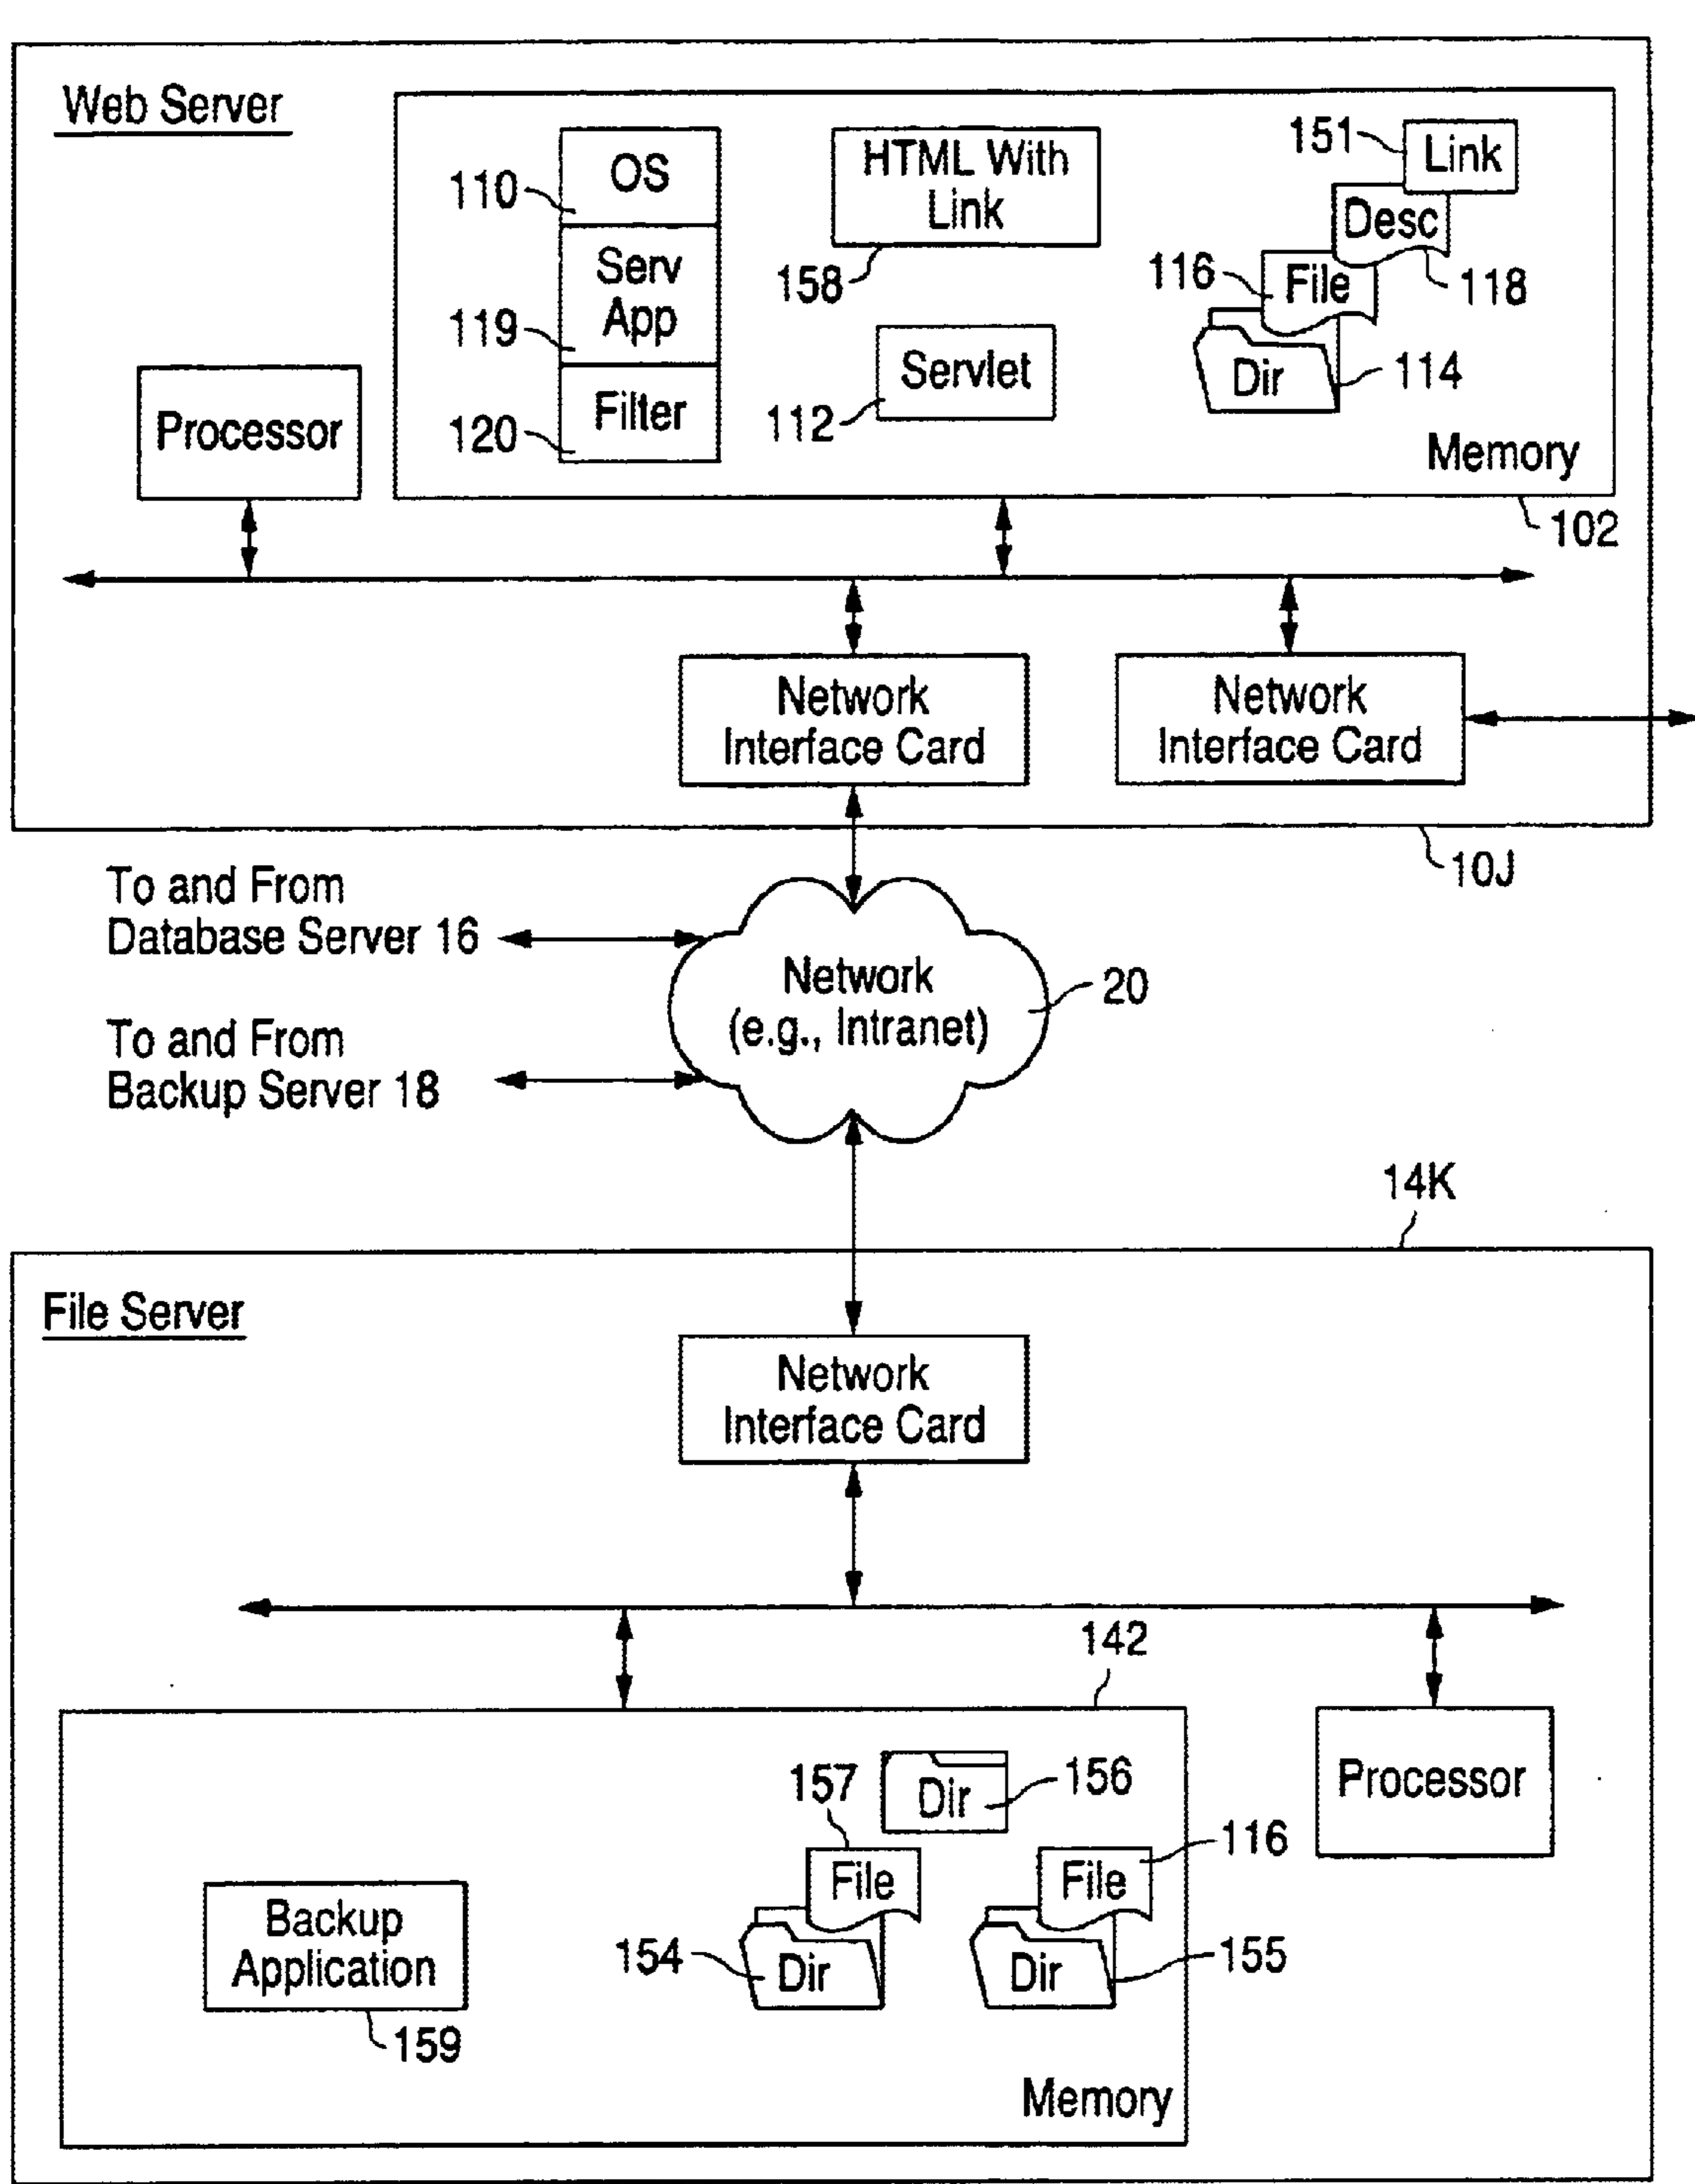 Web Server
OS
110
Serv
App
119
Filter
120
HTML With
Link
158
Servlet
112
151
Link
Desc
118
116
File
Dir
114
Memory
102
Processor
Network
Interface Card
Network
Interface Card
10J
To and From
Database Server 16
Network
(e.g., Intranet)
20
To and From
Backup Server 18
14K
File Server
Network
Interface Card
142
Processor
Dir
156
157
File
154
Dir
116
File
Dir
155
Backup
Application
159
Memory